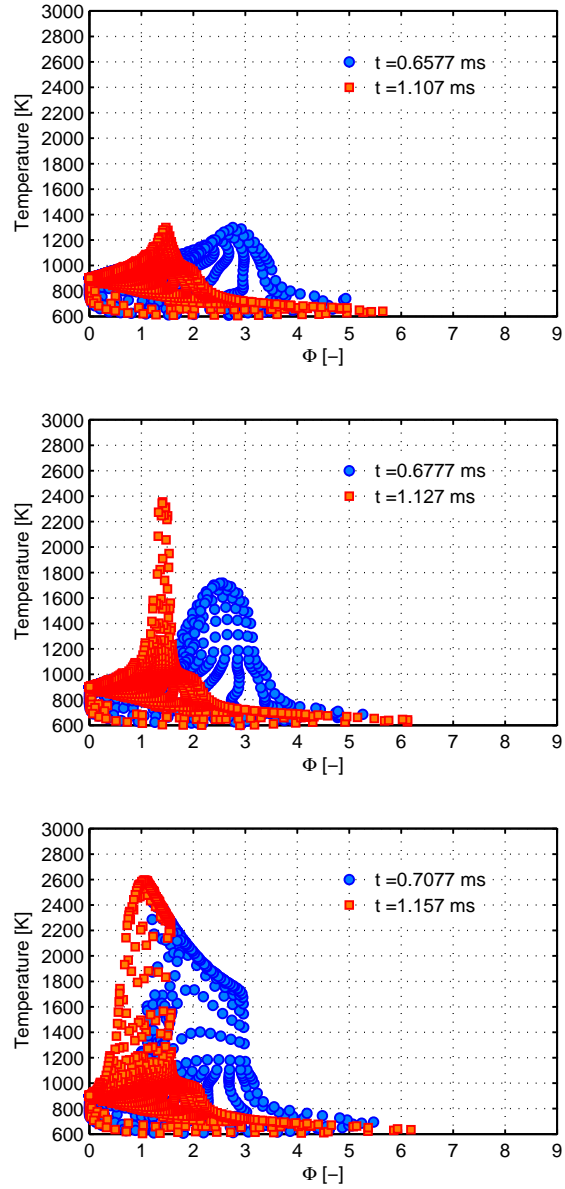 3000
2800
2600
2400
2200
2000
1800
1600
1400
1200
1000
800
600
Temperature [K]
t =0.6577 ms
t =1.107 ms
0 1 2 3 4 5 6 7 8 9
Φ [−]
3000
2800
2600
2400
2200
2000
1800
1600
1400
1200
1000
800
600
Temperature [K]
t =0.6777 ms
t =1.127 ms
0 1 2 3 4 5 6 7 8 9
Φ [−]
3000
2800
2600
2400
2200
2000
1800
1600
1400
1200
1000
800
600
Temperature [K]
t =0.7077 ms
t =1.157 ms
0 1 2 3 4 5 6 7 8 9
Φ [−]